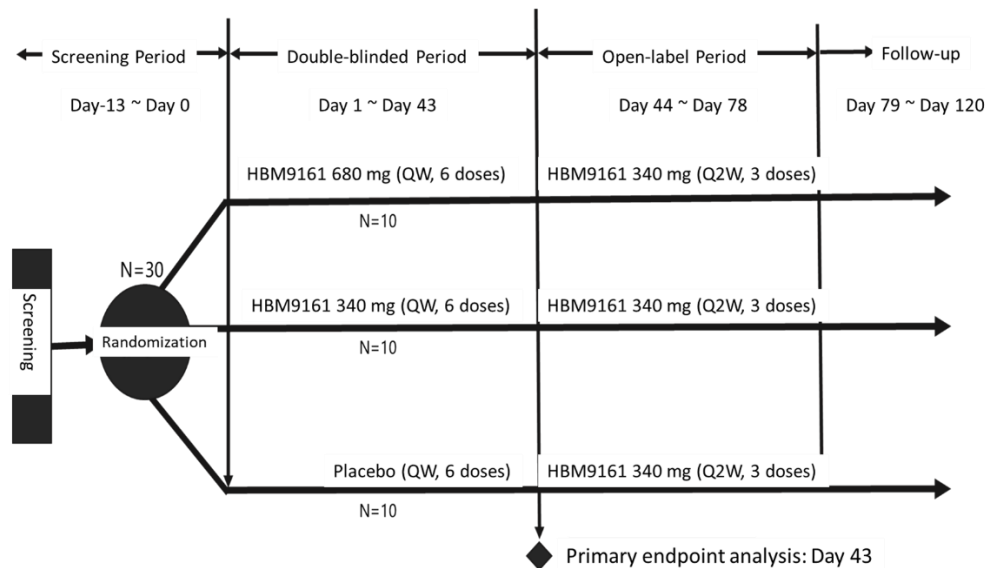 Screening Period
Double-blinded Period
Open-label Period
Follow-up
Day-13 ~ Day 0
Day 1 ~ Day 43
Day 44 ~ Day 78
Day 79 ~ Day 120
HBM9161 680 mg (QW, 6 doses)
HBM9161 340 mg (Q2W, 3 doses)
N=10
N=30
Screening
Randomization
HBM9161 340 mg (QW, 6 doses)
HBM9161 340 mg (Q2W, 3 doses)
N=10
Placebo (QW, 6 doses)
HBM9161 340 mg (Q2W, 3 doses)
N=10
Primary endpoint analysis: Day 43